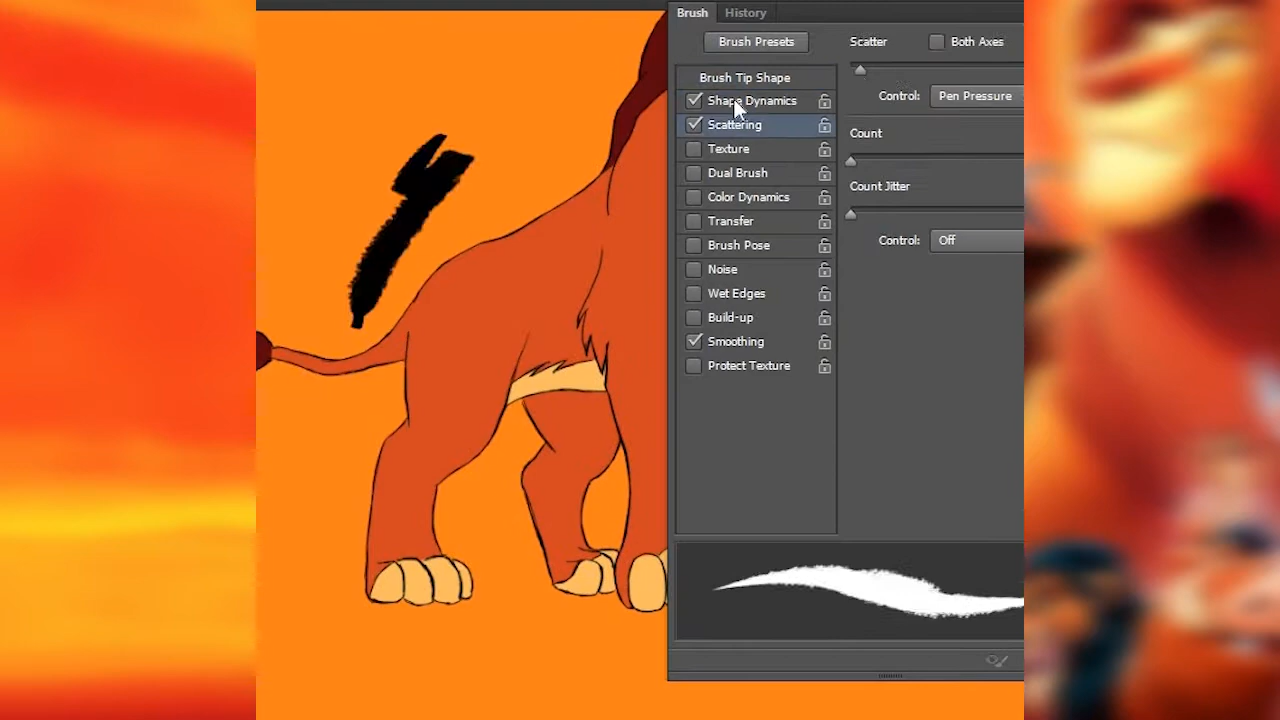 Brush History
Brush Presets
Scatter Both Axes
Brush Tip Shape
Shape Dynamics
Control: Pen Pressure
Scattering
Count
Texture
Dual Brush
Count Jitter
Color Dynamics
Transfer
Control: Off
Brush Pose
Noise
Wet Edges
Build-up
Smoothing
Protect Texture